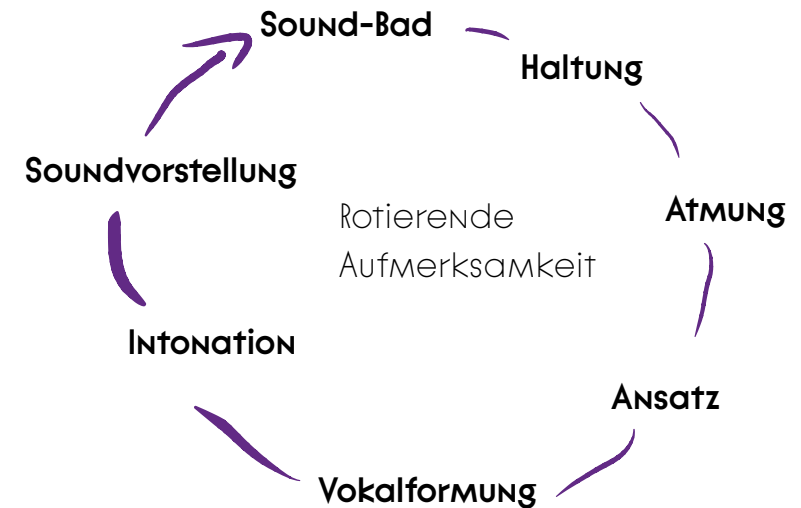 Sound-Bad
Haltung
Atmung
Ansatz
Vokalformung
Intonation
Soundvorstellung
Rotierende
Aufmerksamkeit